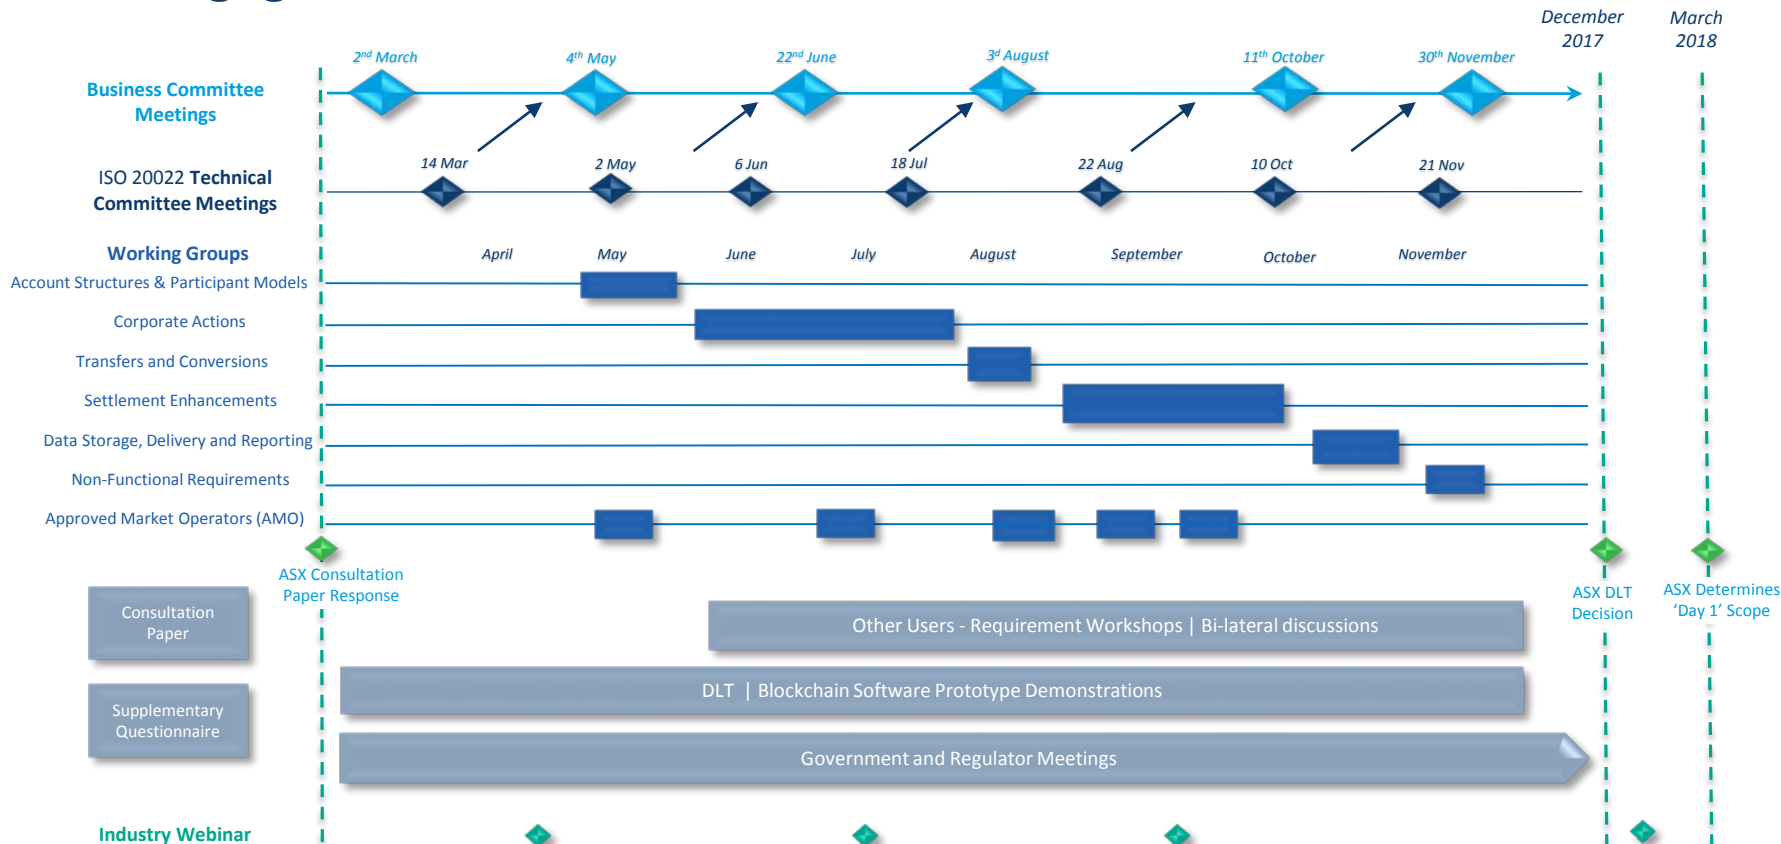 December
2017
March
2018
2nd March
4th May
22nd June
3d August
11th October
30th November
Business Committee
Meetings
14 Mar
2 May
6 Jun
18 Jul
22 Aug
10 Oct
21 Nov
ISO 20022 Technical
Committee Meetings
Working Groups
April
May
June
July
August
September
October
November
Account Structures & Participant Models
Corporate Actions
Transfers and Conversions
Settlement Enhancements
Data Storage, Delivery and Reporting
Non-Functional Requirements
Approved Market Operators (AMO)
ASX Consultation
Paper Response
ASX DLT
Decision
ASX Determines
‘Day 1’ Scope
Consultation
Paper
Other Users - Requirement Workshops | Bi-lateral discussions
DLT | Blockchain Software Prototype Demonstrations
Supplementary
Questionnaire
Government and Regulator Meetings
Industry Webinar